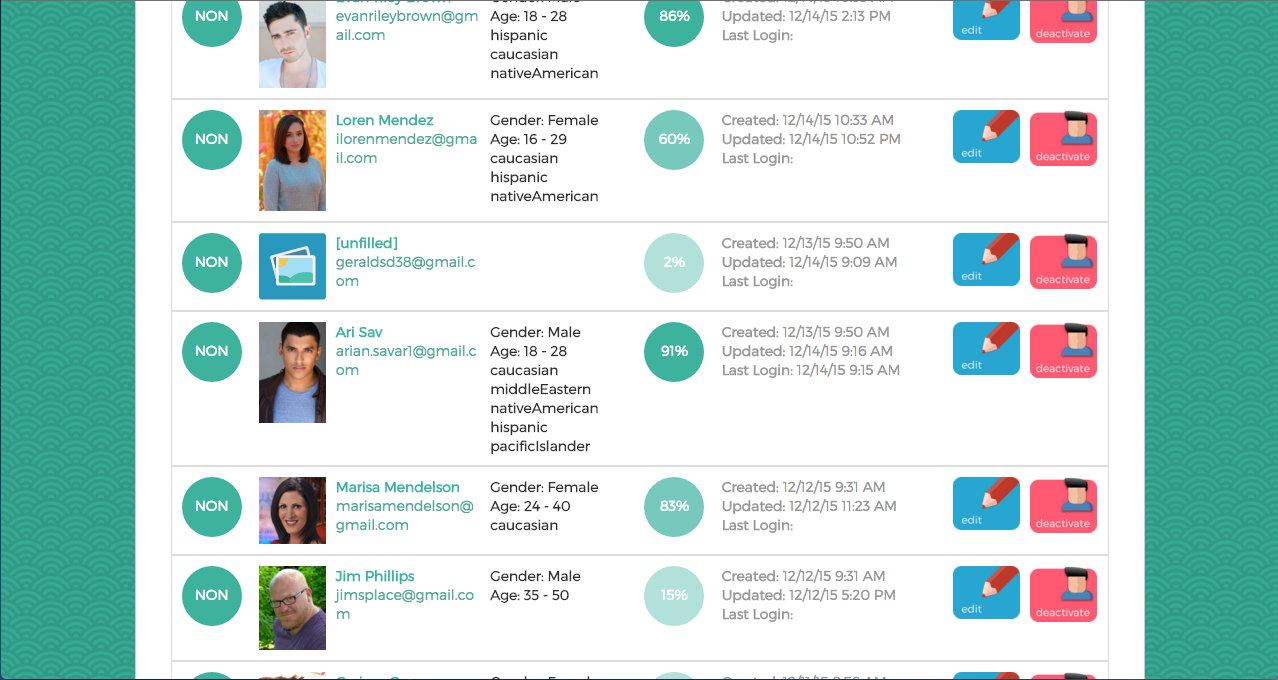 NON
evanrileybrown@gm
ail.com
Age: 18 - 28
hispanic
caucasian
nativeAmerican
86%
Updated: 12/14/15 2:13 PM
Last Login:
edit
deactivate
NON
Loren Mendez
ilorenmendez@gma
il.com
Gender: Female
Age: 16 - 29
caucasian
hispanic
nativeAmerican
60%
Created: 12/14/15 10:33 AM
Updated: 12/14/15 10:52 PM
Last Login:
edit
deactivate
NON
[unfilled]
geraldsd38@gmail.c
om
2%
Created: 12/13/15 9:50 AM
Updated: 12/14/15 9:09 AM
Last Login:
edit
deactivate
NON
Ari Sav
arian.savar1@gmail.c
om
Gender: Male
Age: 18 - 28
caucasian
middleEastern
nativeAmerican
hispanic
pacificIslander
91%
Created: 12/13/15 9:50 AM
Updated: 12/14/15 9:16 AM
Last Login: 12/14/15 9:15 AM
edit
deactivate
NON
Marisa Mendelson
marisamendelson@
gmail.com
Gender: Female
Age: 24 - 40
caucasian
83%
Created: 12/12/15 9:31 AM
Updated: 12/12/15 11:23 AM
Last Login:
edit
deactivate
NON
Jim Phillips
jimsplace@gmail.co
m
Gender: Male
Age: 35 - 50
15%
Created: 12/12/15 9:31 AM
Updated: 12/12/15 5:20 PM
Last Login:
edit
deactivate